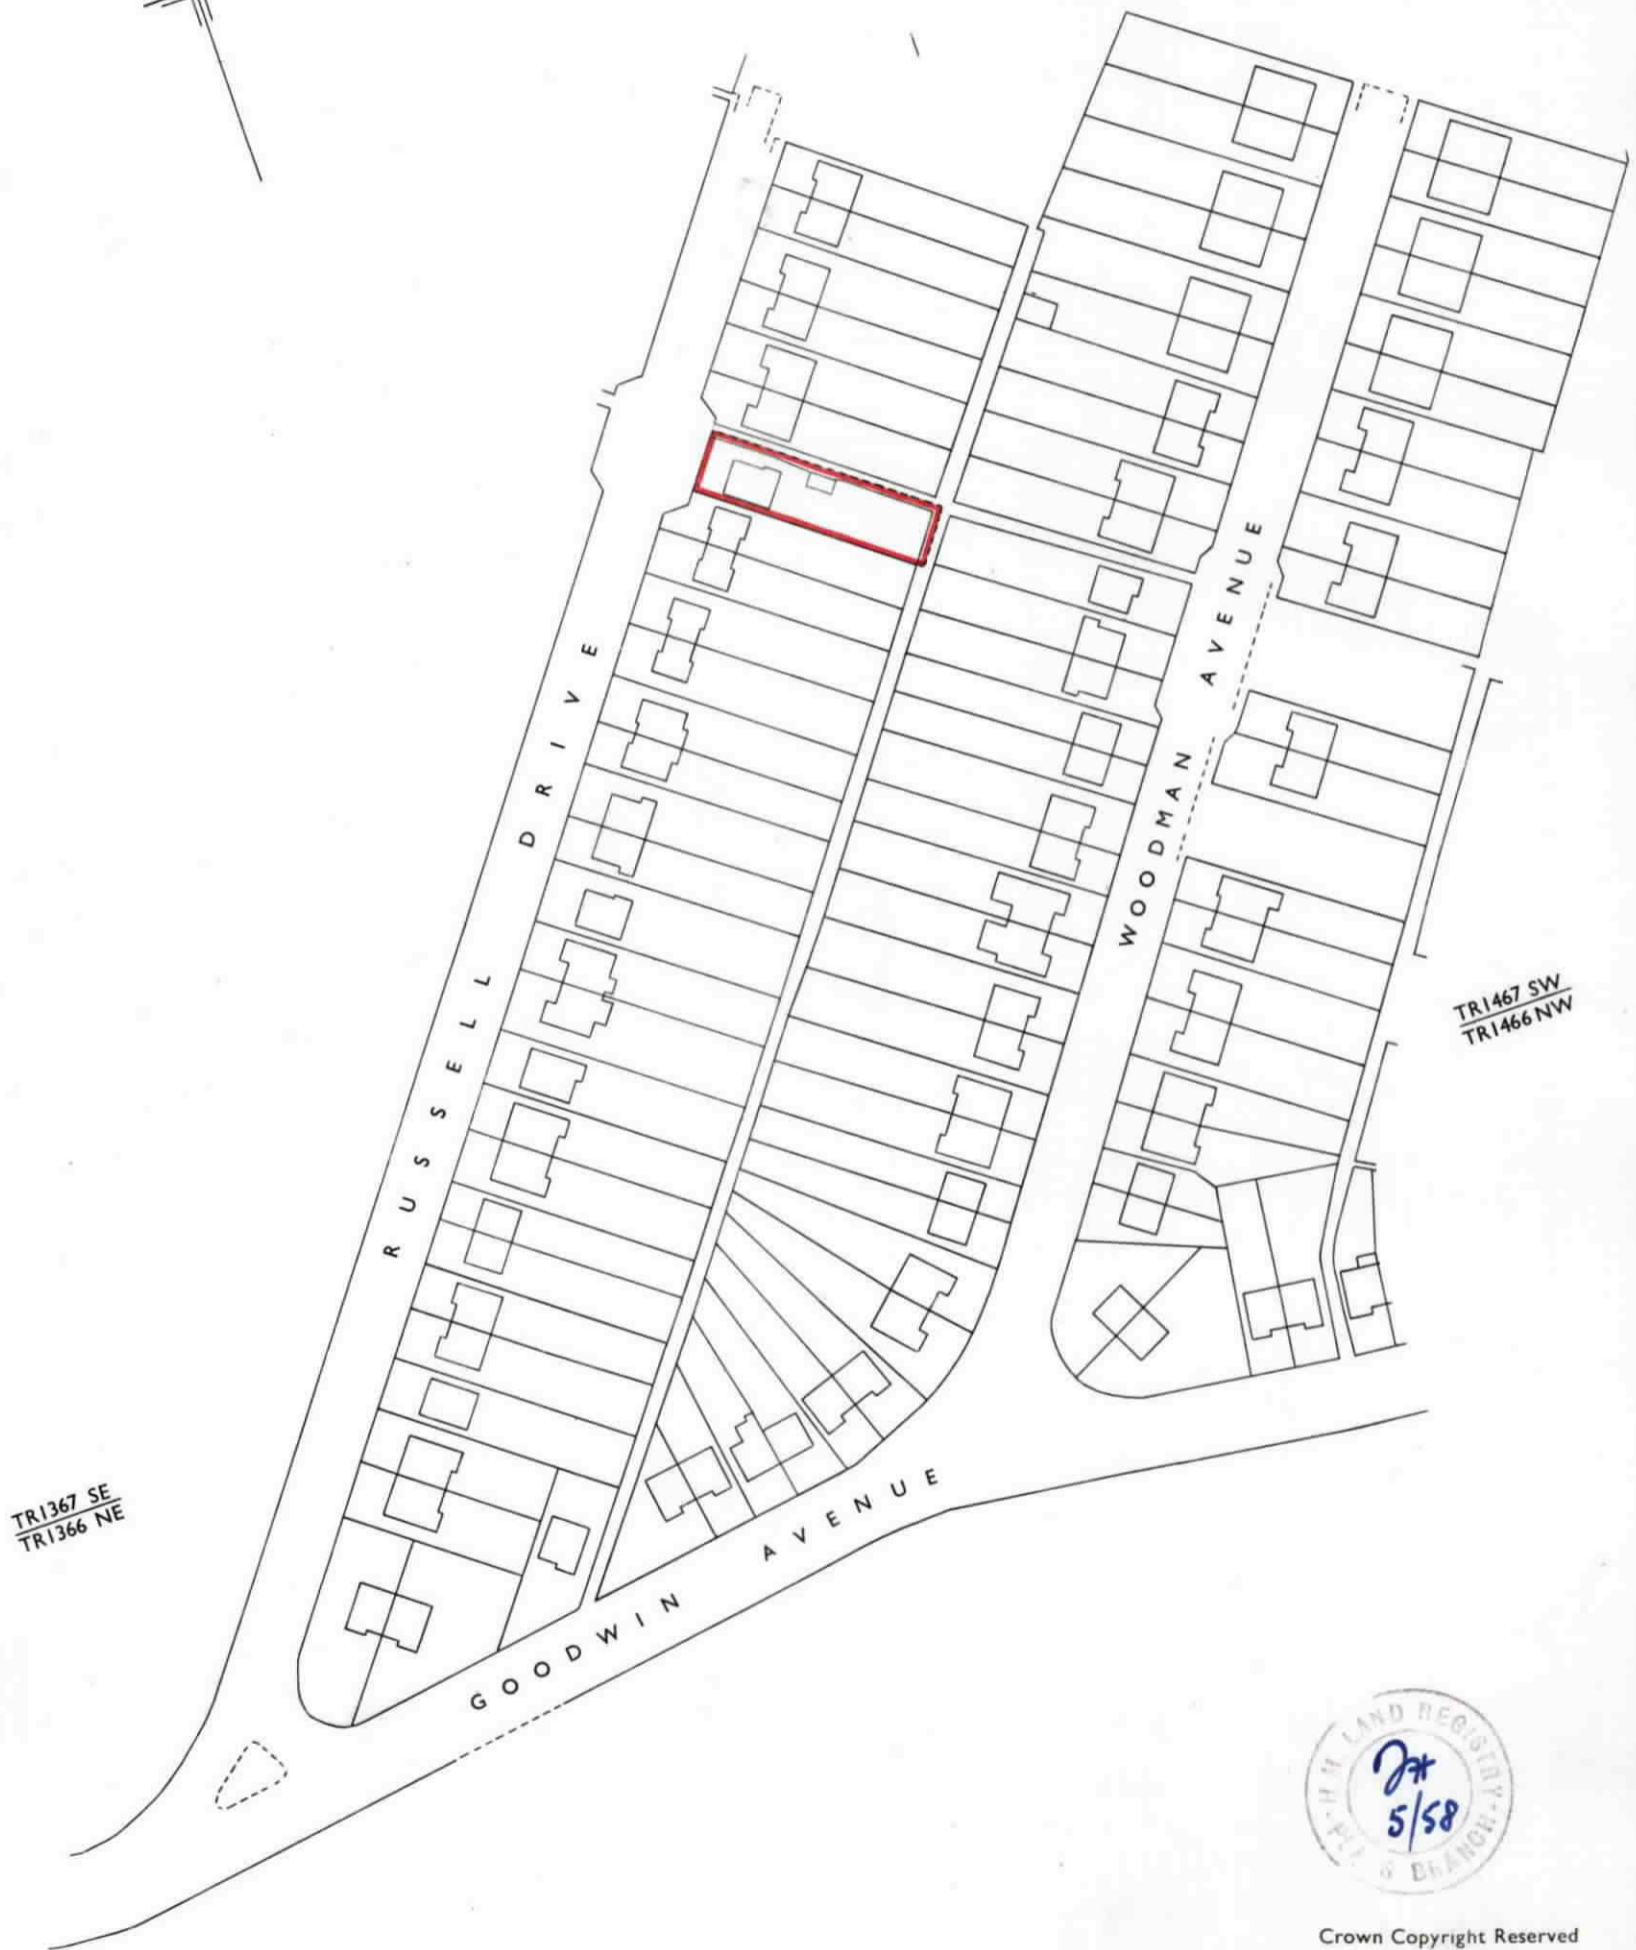 RUSSELL DRIVE
WOODMAN AVENUE
TR1467 SW
TR1466 NW
TR1367 SE
TR1366 NE
GOODWIN AVENUE
H.M. LAND REGISTRY
5/58
BRANCH
Crown Copyright Reserved